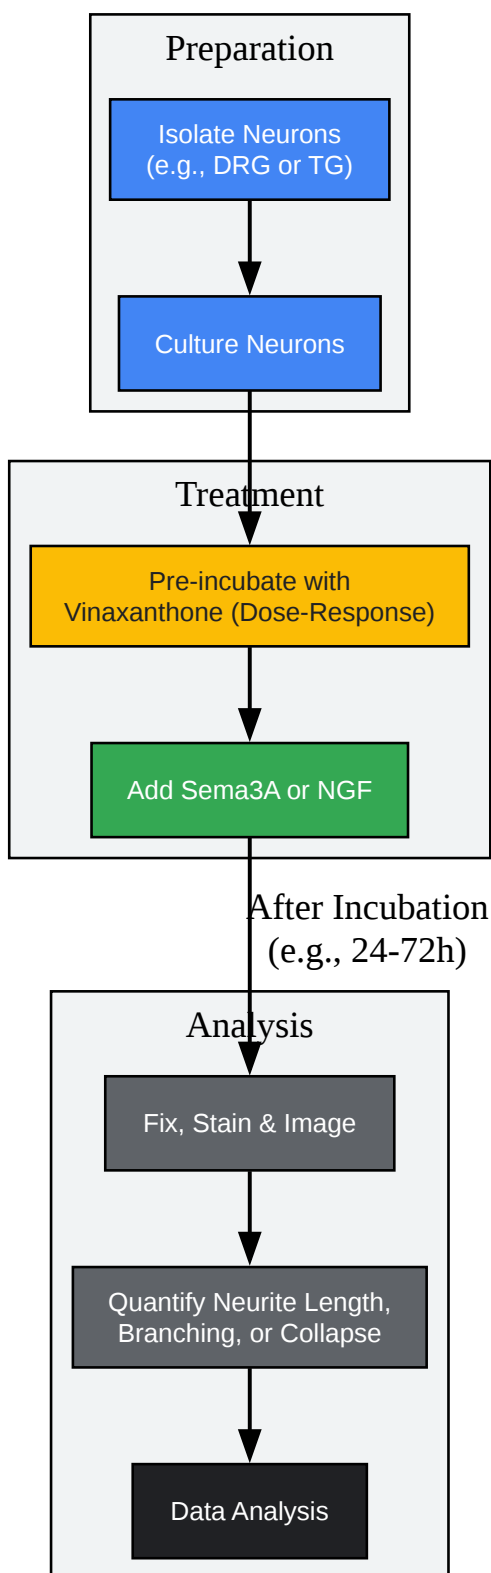 Preparation
Isolate Neurons
(e.g., DRG or TG)
Culture Neurons
Treatment
Pre-incubate with
Vinaxanthone (Dose-Response)
Add Sema3A or NGF
After Incubation
(e.g., 24-72h)
Analysis
Fix, Stain & Image
Quantify Neurite Length,
Branching, or Collapse
Data Analysis